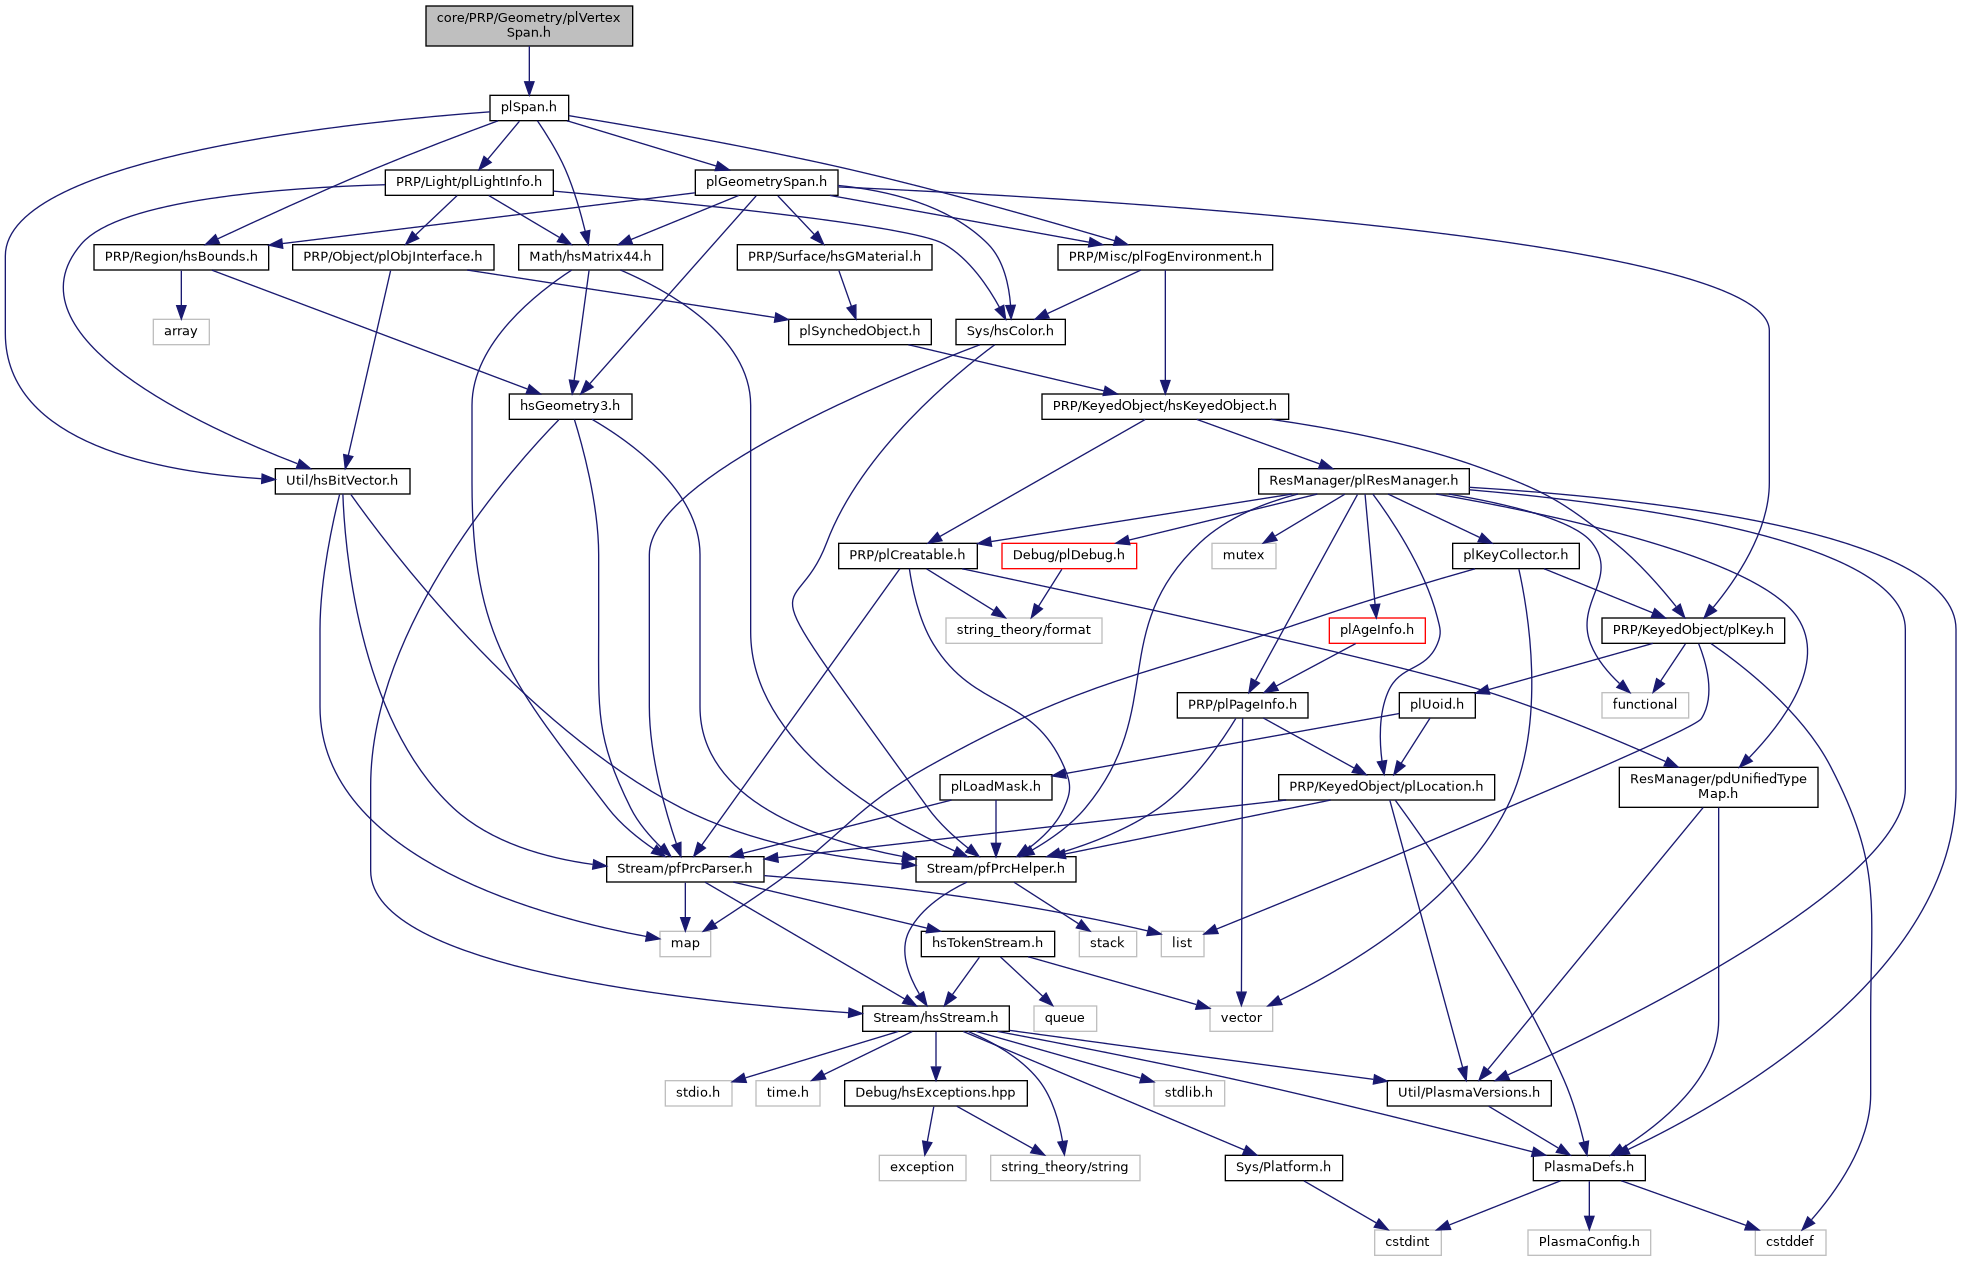 core/PRP/Geometry/plVertex
Span.h
plSpan.h
PRP/Light/plLightInfo.h
plGeometrySpan.h
PRP/Region/hsBounds.h
PRP/Object/plObjInterface.h
Math/hsMatrix44.h
PRP/Surface/hsGMaterial.h
PRP/Misc/plFogEnvironment.h
array
plSynchedObject.h
Sys/hsColor.h
hsGeometry3.h
PRP/KeyedObject/hsKeyedObject.h
Util/hsBitVector.h
ResManager/plResManager.h
PRP/plCreatable.h
Debug/plDebug.h
mutex
plKeyCollector.h
string_theory/format
plAgeInfo.h
PRP/KeyedObject/plKey.h
PRP/plPageInfo.h
plUoid.h
functional
plLoadMask.h
PRP/KeyedObject/plLocation.h
ResManager/pdUnifiedType
Map.h
Stream/pfPrcParser.h
Stream/pfPrcHelper.h
map
hsTokenStream.h
stack
list
Stream/hsStream.h
queue
vector
stdio.h
time.h
Debug/hsExceptions.hpp
stdlib.h
Util/PlasmaVersions.h
exception
string_theory/string
Sys/Platform.h
PlasmaDefs.h
cstdint
PlasmaConfig.h
cstddef